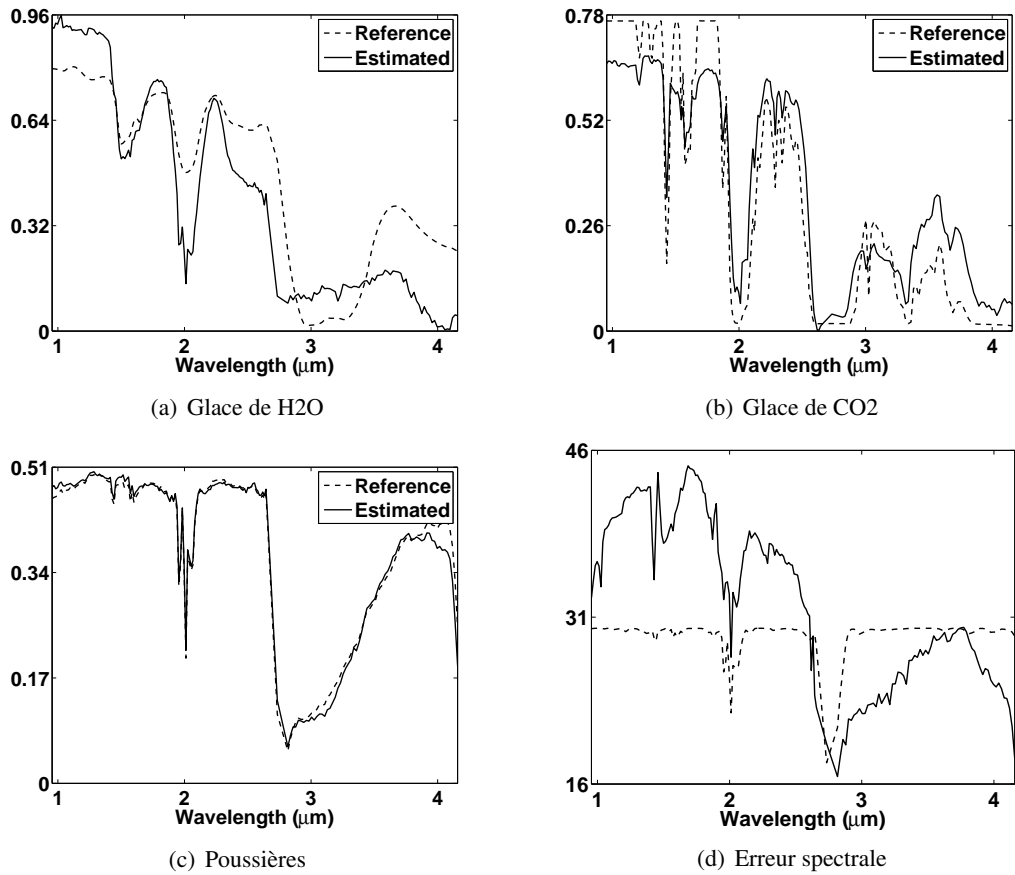 0.96
0.64
0.32
0
1
2
3
4
Wavelength (μm)
Reference
Estimated
(a) Glace de H2O
0.78
0.52
0.26
0
1
2
3
4
Wavelength (μm)
Reference
Estimated
(b) Glace de CO2
0.51
0.34
0.17
0
1
2
3
4
Wavelength (μm)
Reference
Estimated
(c) Poussières
46
31
16
1
2
3
4
Wavelength (μm)
(d) Erreur spectrale